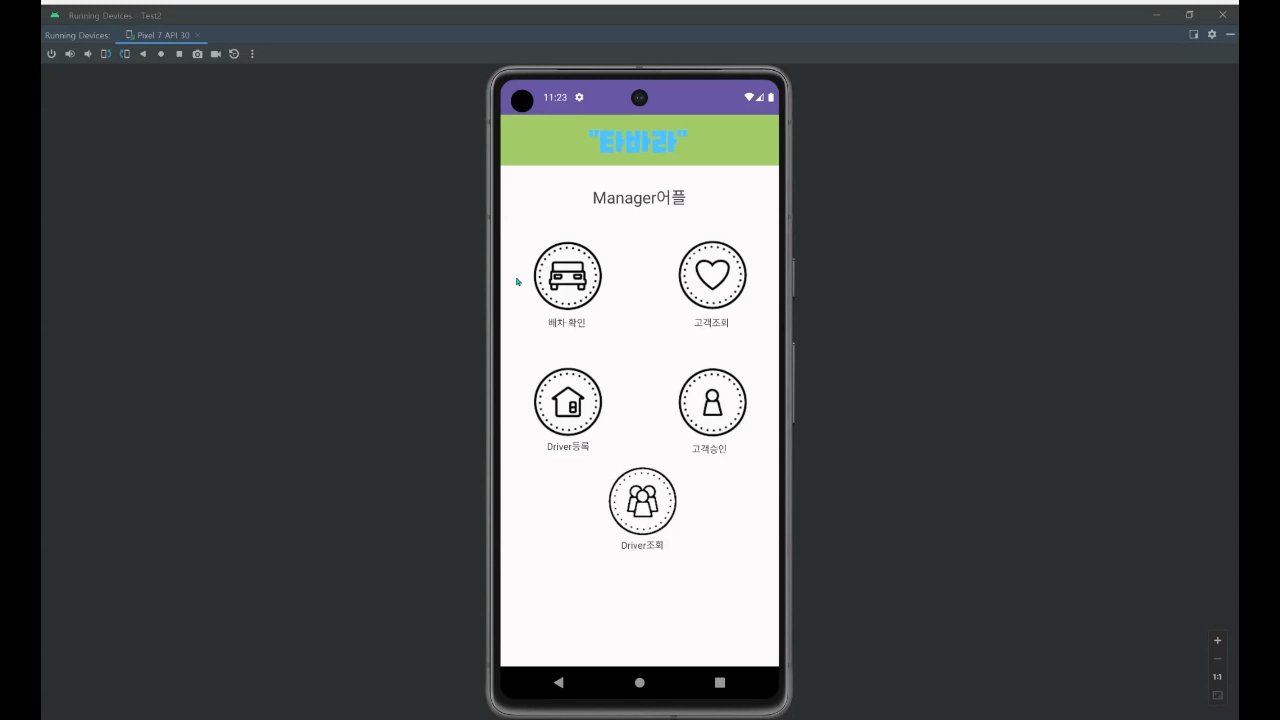 Running Devices - Test2
Running Devices:
Pixel 7 API 30
11:23
"타바라"
Manager어플
배차 확인
고객조회
Driver등록
고객승인
Driver조회
1:1